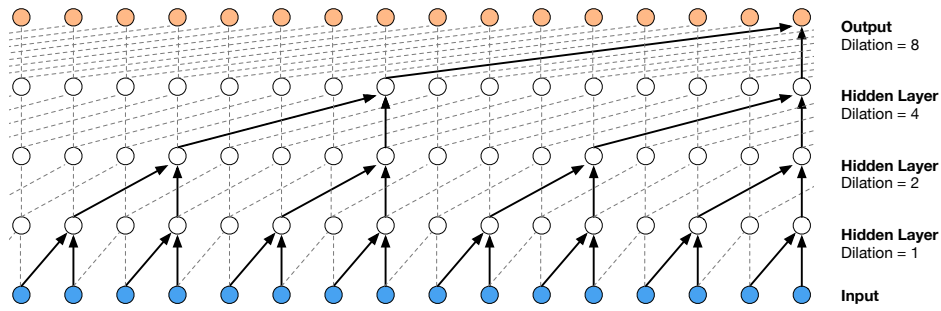 Output
Dilation = 8
Hidden Layer
Dilation = 4
Hidden Layer
Dilation = 2
Hidden Layer
Dilation = 1
Input